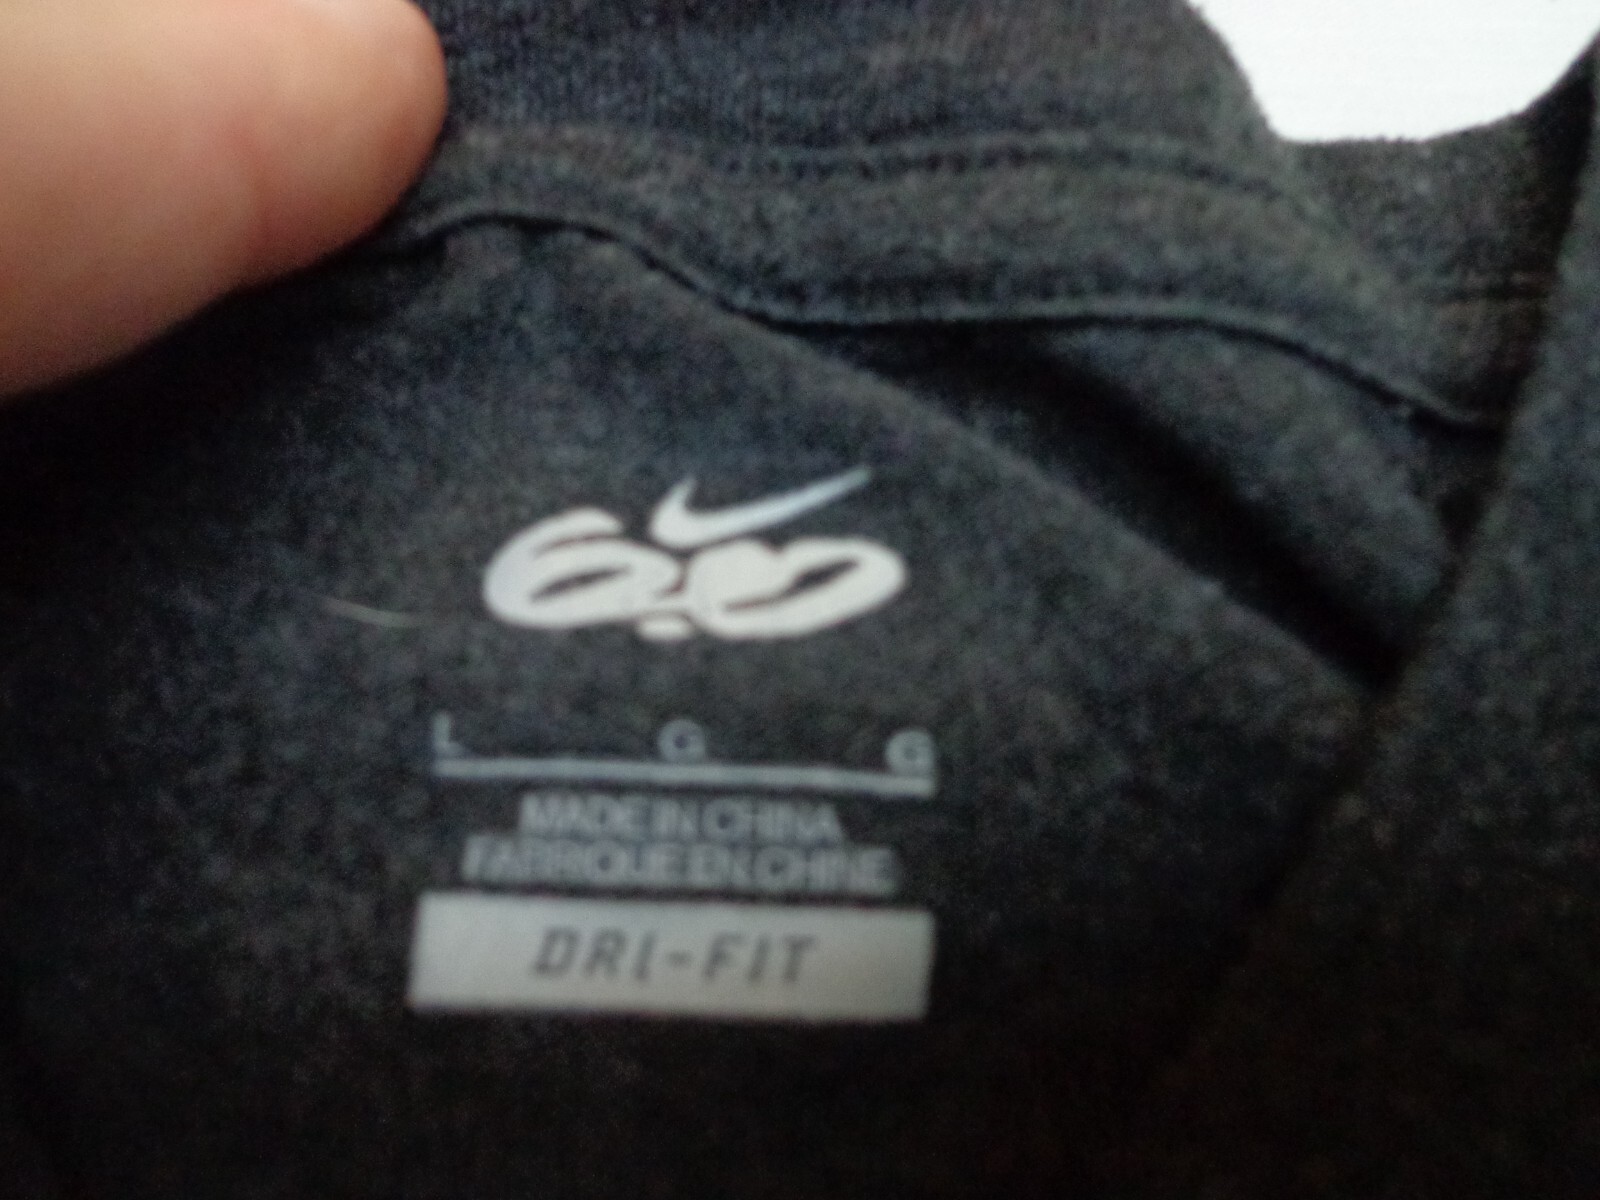 6.0
L G G
MADE IN CHINA
FABRIQUE EN CHINE
DRI-FIT